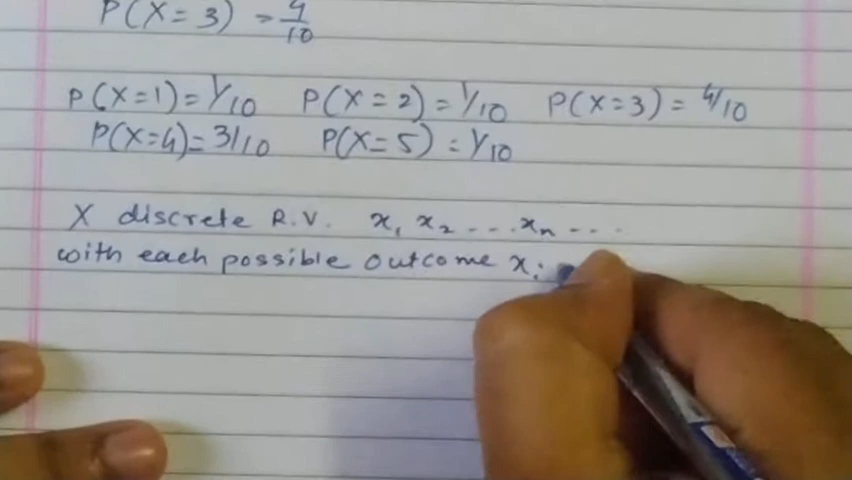 P(X=3) = 4/10
P(X=1)=1/10 P(X=2)=1/10 P(X=3)=4/10
P(X=4)=3/10 P(X=5)=1/10
X discrete R.V. x₁ x₂ ... xₙ ...
with each possible outcome xᵢ